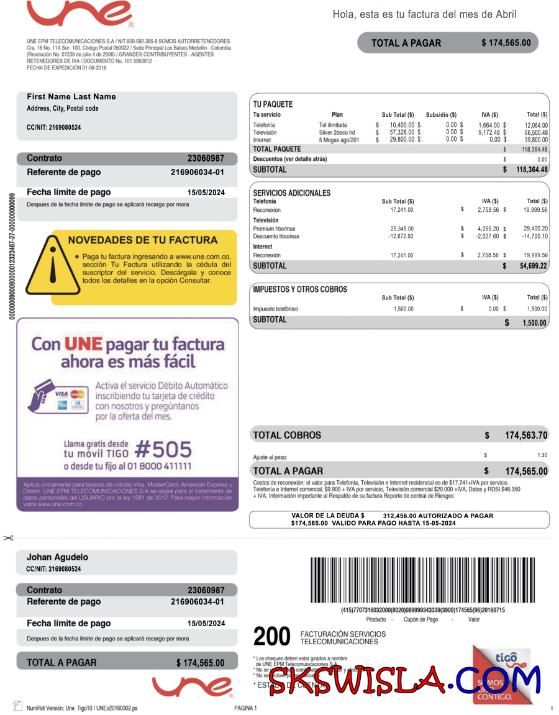 une
Hola, esta es tu factura del mes de Abril
UNE EPM TELECOMUNICACIONES S.A / NIT.900.092.385-9 SOMOS AUTORRETENEDORES
Cra. 16 No. 11A Sur- 100. Código Postal 050022 / Sede Principal Los Balsos Medellin - Colombia
(Resolución No. 07239 de julio 4 de 2006) / GRANDES CONTRIBUYENTES - AGENTES
RETENEDORES DE IVA / DOCUMENTO No. 101 5953912
FECHA DE EXPEDICIÓN 01-08-2016
TOTAL A PAGAR $ 174,565.00
First Name Last Name
Address, City, Postal code
CC/NIT: 2169080524
Contrato 23060987
Referente de pago 216906034-01
Fecha límite de pago 15/05/2024
Despues de la fecha límite de pago se aplicará recargo por mora
NOVEDADES DE TU FACTURA
• Paga tu factura ingresando a www.une.com.co,
sección Tu Factura utilizando la cédula del
suscriptor del servicio. Descárgala y conoce
todos los detalles en la opción Consultar.
Con UNE pagar tu factura
ahora es más fácil
VISA
Activa el servicio Débito Automático
inscribiendo tu tarjeta de crédito
con nosotros y pregúntanos
por la oferta del mes.
Llama gratis desde
tu móvil TIGO #505
o desde tu fijo al 01 8000 411111
Aplica únicamente para tarjetas de crédito Visa, MasterCard, American Express y
Diners. UNE EPM TELECOMUNICACIONES S.A se regirá para el tratamiento de
datos personales del USUARIO por la ley 1581 de 2012. Para mayor información
visita www.une.com.co
TU PAQUETE
Tu servicio Plan Sub Total ($) Subsidio ($) IVA ($) Total ($)
Telefonía Tel ilimitada $ 10,400.00 $ 0.00 $ 1,664.00 $ 12,064.00
Televisión Silver 2deco hd $ 57,328.00 $ 0.00 $ 9,172.48 $ 66,500.48
Internet 5 Megas ago/201 $ 29,800.00 $ 0.00 $ 0.00 $ 39,800.00
TOTAL PAQUETE $ 118,364.48
Descuentos (ver detalle atrás) $ 0.00
SUBTOTAL $ 118,364.48
SERVICIOS ADICIONALES
Telefonía Sub Total ($) IVA ($) Total ($)
Reconexión 17,241.00 $ 2,758.56 $ 19,999.56
Televisión
Premium hbo/max 25,345.00 $ 4,055.20 $ 29,400.20
Descuento hbo/max -12,672.50 $ -2,027.60 $ -14,700.10
Internet
Reconexión 17,241.00 $ 2,758.56 $ 19,999.56
SUBTOTAL $ 54,699.22
IMPUESTOS Y OTROS COBROS
Sub Total ($) IVA ($) Total ($)
Impuesto telefónico 1,500.00 $ 0.00 $ 1,500.00
SUBTOTAL $ 1,500.00
TOTAL COBROS $ 174,563.70
Ajuste al peso: $ 1.30
TOTAL A PAGAR $ 174,565.00
Costos de reconexión: el valor para Telefonía, Televisión e Internet residencial es de $17,241+IVA por servicio.
Telefonía e Internet comercial, $9,900 + IVA por servicio, Televisión comercial $20.000 +IVA, Datos y RDSI $46.350
+ IVA. Información importante al Respaldo de su factura Reporte de central de Riesgos
VALOR DE LA DEUDA $ 312,456.00 AUTORIZADO A PAGAR
$174,565.00 VALIDO PARA PAGO HASTA 15-05-2024
Johan Agudelo
CC/NIT: 2169080524
Contrato 23060987
Referente de pago 216906034-01
Fecha límite de pago 15/05/2024
Despues de la fecha límite de pago se aplicará recargo por mora
TOTAL A PAGAR $ 174,565.00
une
Producto - Cupón de Pago - Valor
200 FACTURACIÓN SERVICIOS
TELECOMUNICACIONES
* Los cheques deben estar girados a nombre
de UNE EPM Telecomunicaciones S.A
tigo
SOMOS
CONTIGO.
SKSWISLA.COM
NumRot Version: Une_Tigo10 / UNEv20160302.ps
PAGINA 1
1